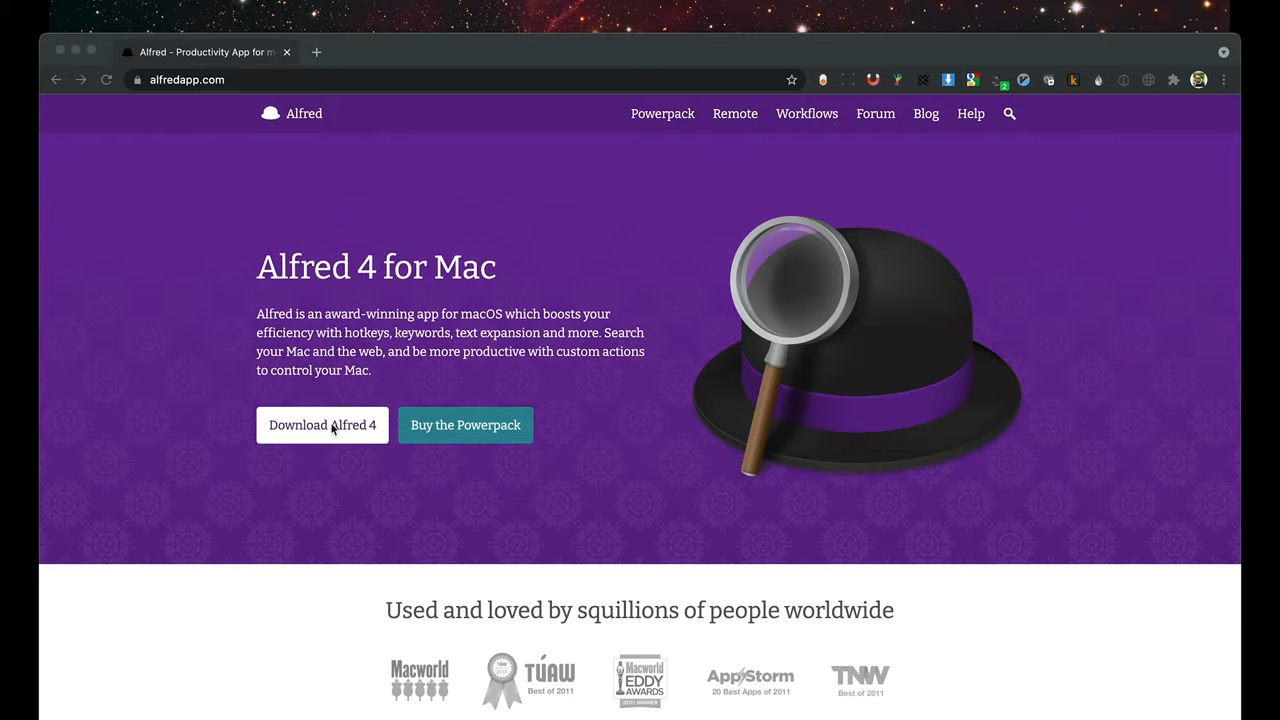 Alfred - Productivity App for m
alfredapp.com
2
k
Alfred
Powerpack Remote Workflows Forum Blog Help
Alfred 4 for Mac
Alfred is an award-winning app for macOS which boosts your
efficiency with hotkeys, keywords, text expansion and more. Search
your Mac and the web, and be more productive with custom actions
to control your Mac.
Download Alfred 4
Buy the Powerpack
Used and loved by squillions of people worldwide
Macworld
TÚAW
Best of 2011
Macworld
EDDY
AWARDS
2011 WINNER
AppStorm
20 Best Apps of 2011
TNW
Best of 2011